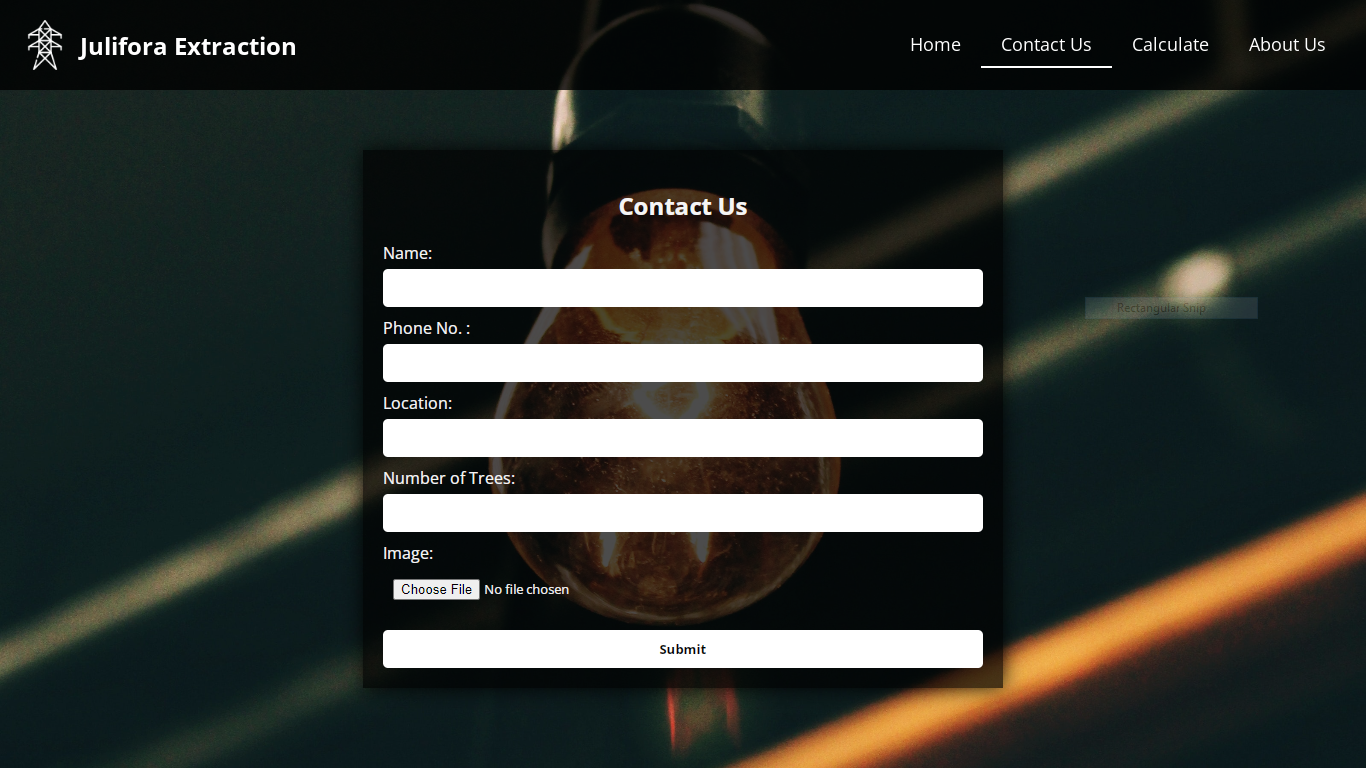 Julifora Extraction
Home
Contact Us
Calculate
About Us
Contact Us
Name:
Rectangular Snip
Phone No. :
Location:
Number of Trees:
Image:
Choose File No file chosen
Submit